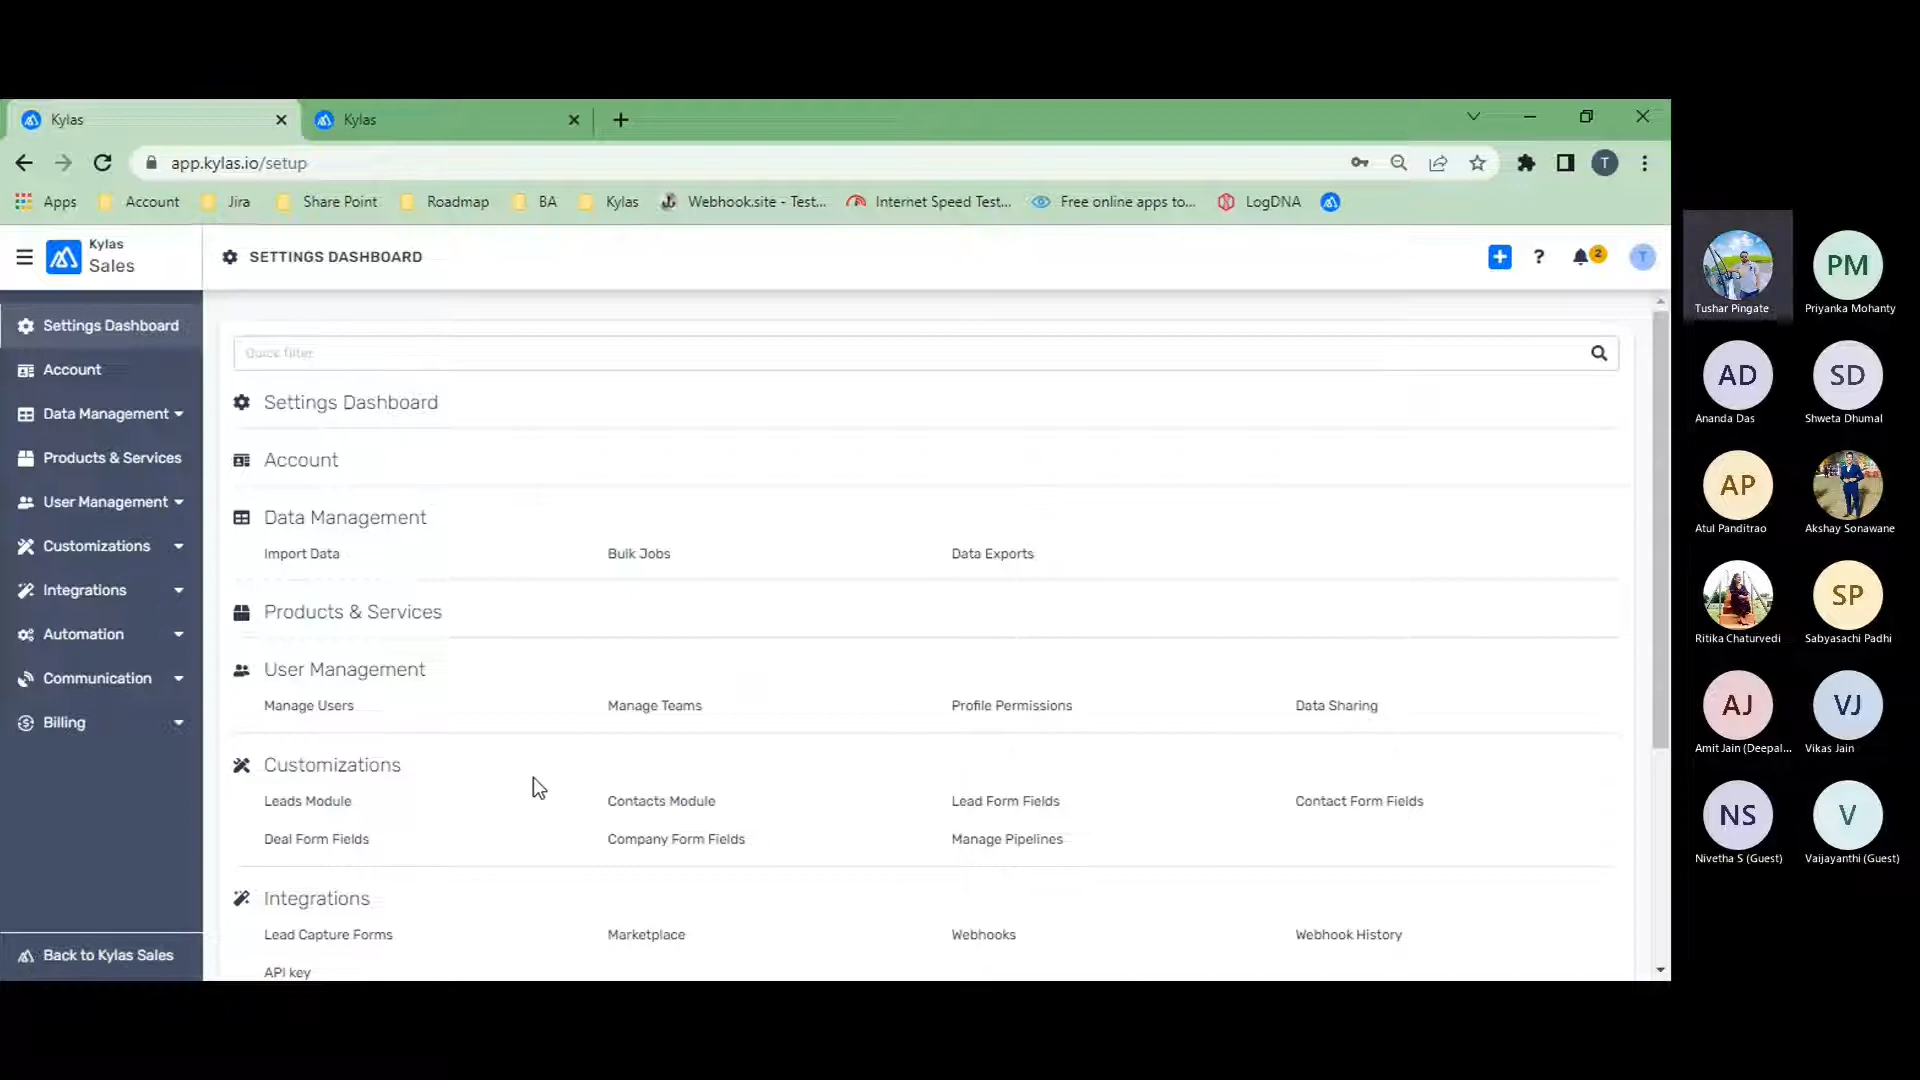 Kylas
Kylas
app.kylas.io/setup
T
Apps
Account
Jira
Share Point
Roadmap
BA
Kylas
Webhook.site - Test...
Internet Speed Test...
Free online apps to...
LogDNA
Kylas
Sales
SETTINGS DASHBOARD
?
2
T
Settings Dashboard
Account
Data Management
Products & Services
User Management
Customizations
Integrations
Automation
Communication
Billing
Back to Kylas Sales
Quick filter
Settings Dashboard
Account
Data Management
Import Data
Bulk Jobs
Data Exports
Products & Services
User Management
Manage Users
Manage Teams
Profile Permissions
Data Sharing
Customizations
Leads Module
Contacts Module
Lead Form Fields
Contact Form Fields
Deal Form Fields
Company Form Fields
Manage Pipelines
Integrations
Lead Capture Forms
Marketplace
Webhooks
Webhook History
API key
Tushar Pingate
PM
Priyanka Mohanty
AD
Ananda Das
SD
Shweta Dhumal
AP
Atul Panditrao
Akshay Sonawane
Ritika Chaturvedi
SP
Sabyasachi Padhi
AJ
Amit Jain (Deepal...
VJ
Vikas Jain
NS
Nivetha S (Guest)
V
Vaijayanthi (Guest)